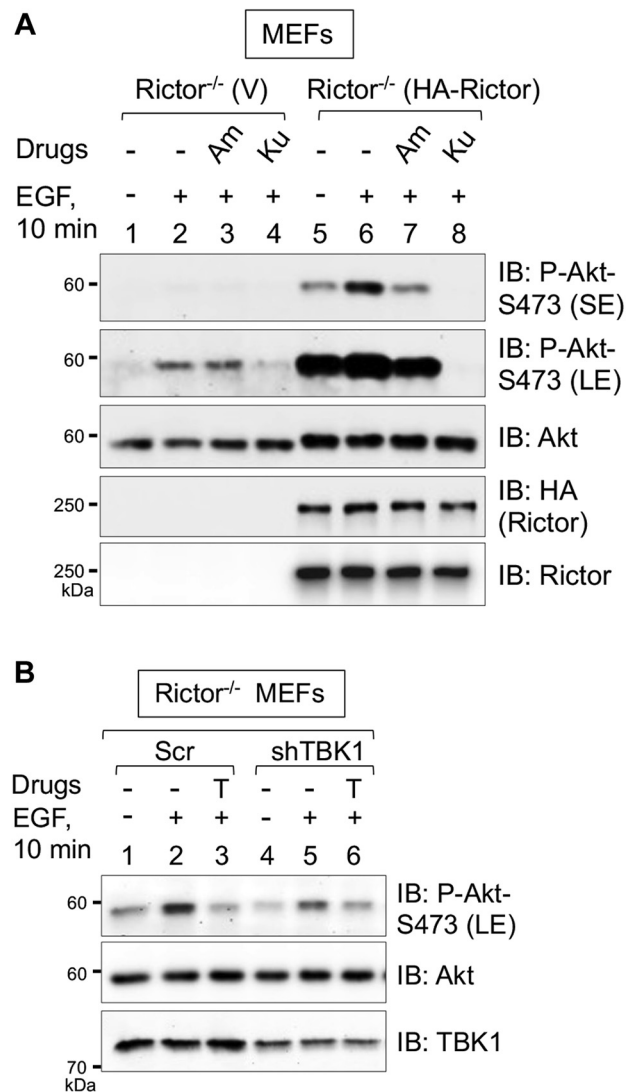 A
MEFs
Rictor-/- (V) Rictor-/- (HA-Rictor)
Drugs - - Am Ku - - Am Ku
EGF, - + + + - + + +
10 min 1 2 3 4 5 6 7 8
60 IB: P-Akt-
S473 (SE)
60 IB: P-Akt-
S473 (LE)
60 IB: Akt
250 IB: HA
(Rictor)
250 IB: Rictor
kDa
B
Rictor-/- MEFs
Scr shTBK1
Drugs - - T - - T
EGF, - + + - + +
10 min 1 2 3 4 5 6
60 IB: P-Akt-
S473 (LE)
60 IB: Akt
IB: TBK1
70
kDa